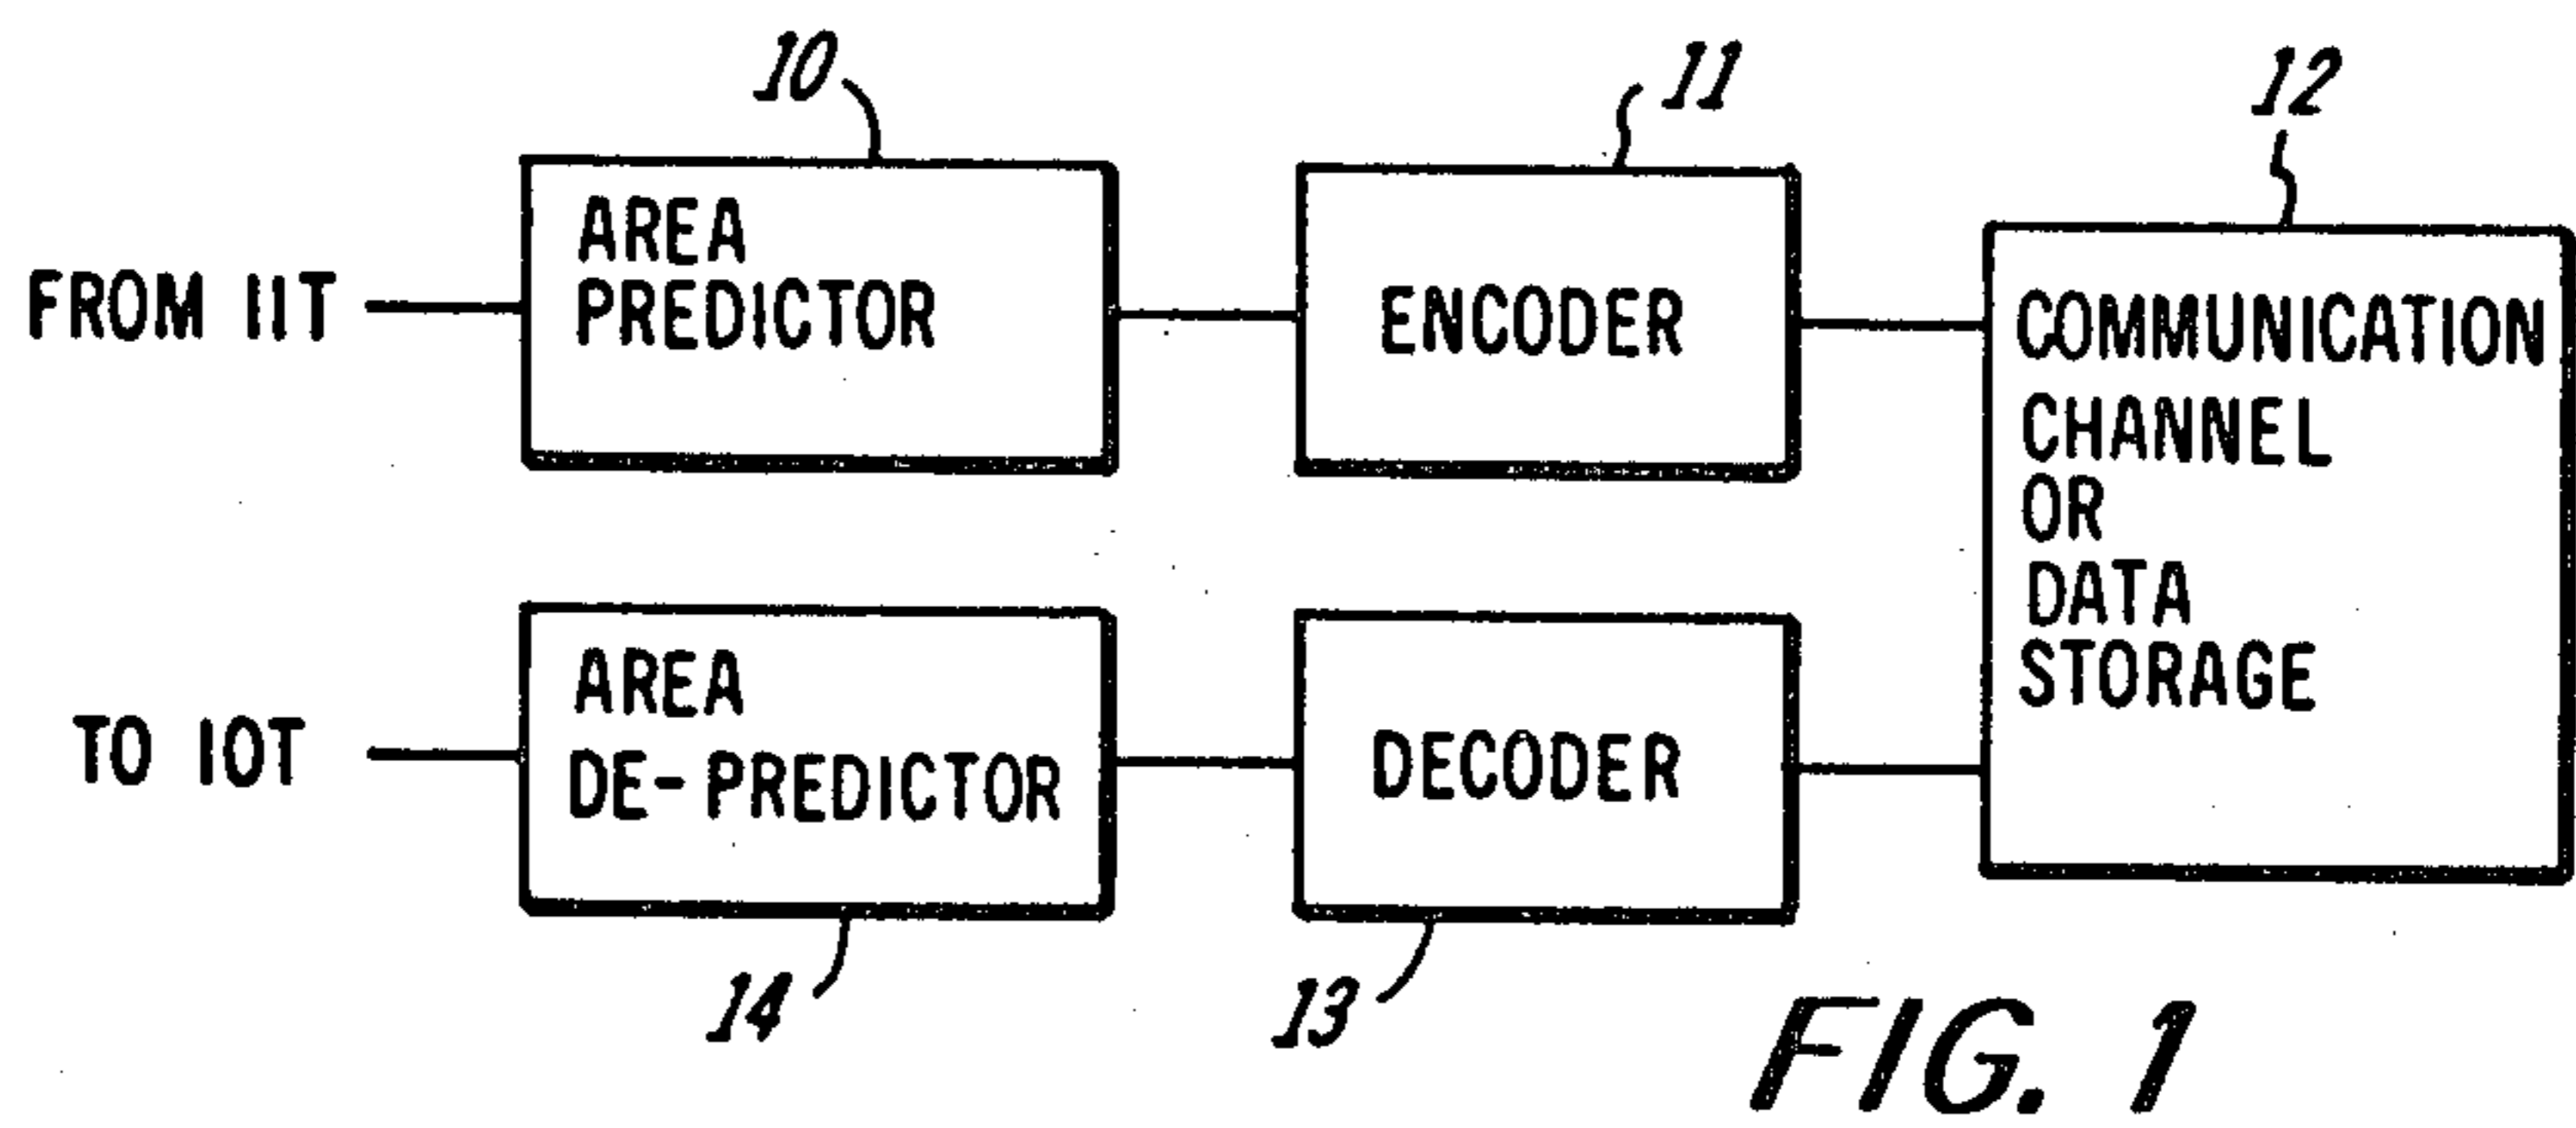 10
11
12
FROM IIT
AREA
PREDICTOR
ENCODER
COMMUNICATION
CHANNEL
OR
DATA
STORAGE
TO IOT
AREA
DE-PREDICTOR
DECODER
14
13
FIG. 1